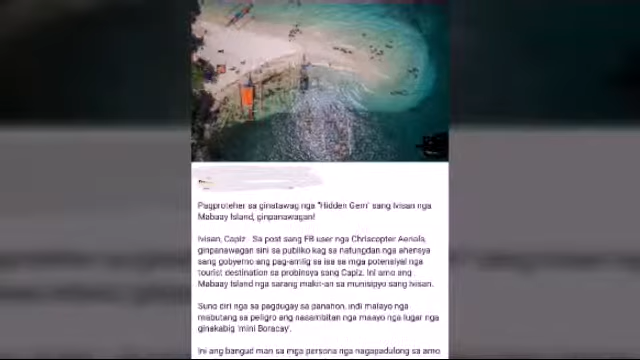 Pagproteher sa ginatawag nga "Hidden Gem" sang Ivisan nga
Mabaay Island, ginpanawagan!
Ivisan, Capiz - Sa post sang FB user nga Chriscopter Aerials,
ginpanawagan sini sa publiko kag sa natungdan nga ahensya
sang gobyerno ang pag-amlig sa isa sa mga potensiyal nga
tourist destination sa probinsya sang Capiz. Ini amo ang
Mabaay Island nga sarang makit-an sa munisipyo sang Ivisan.
Suno diri nga sa pagdugay sa panahon, indi malayo nga
mabutang sa peligro ang nasambitan nga maayo nga lugar nga
ginakabig 'mini Boracay'.
Ini ang bangud man sa mga persona nga nagapadulong sa amo